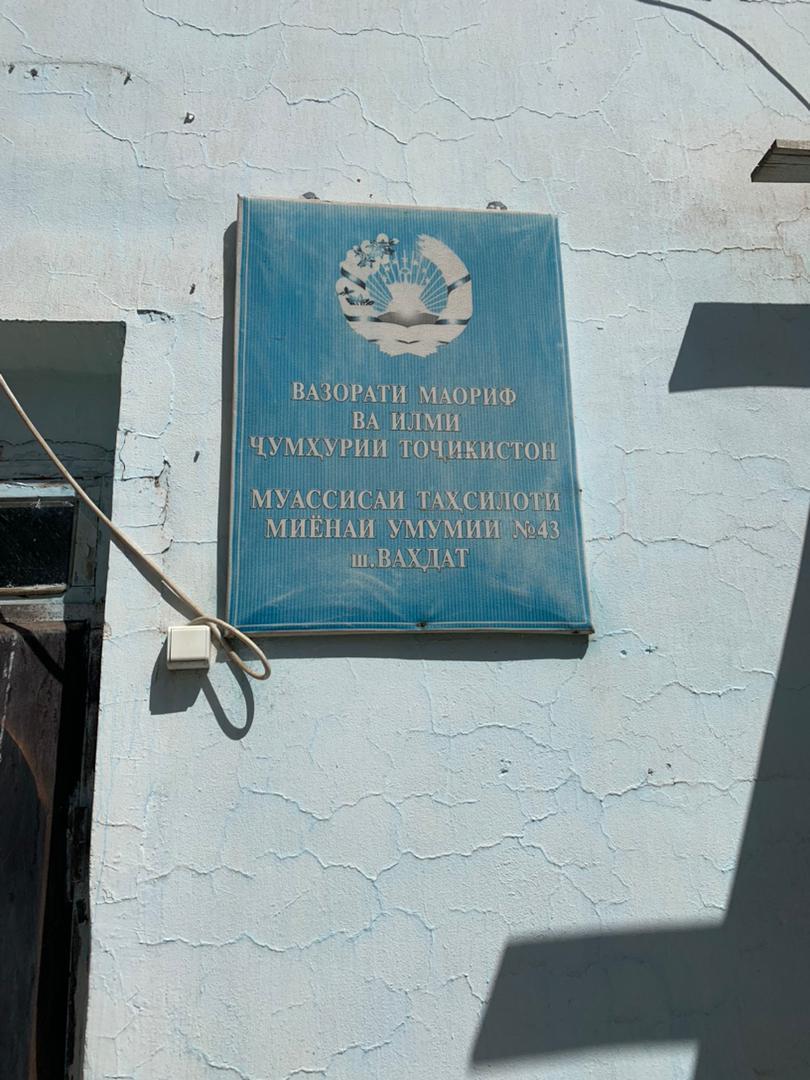 ВАЗОРАТИ МАОРИФ
ВА ИЛМИ
ҶУМҲУРИИ ТОҶИКИСТОН
МУАССИСАИ ТАҲСИЛОТИ
МИЁНАИ УМУМИИ №43
ш.ВАҲДАТ